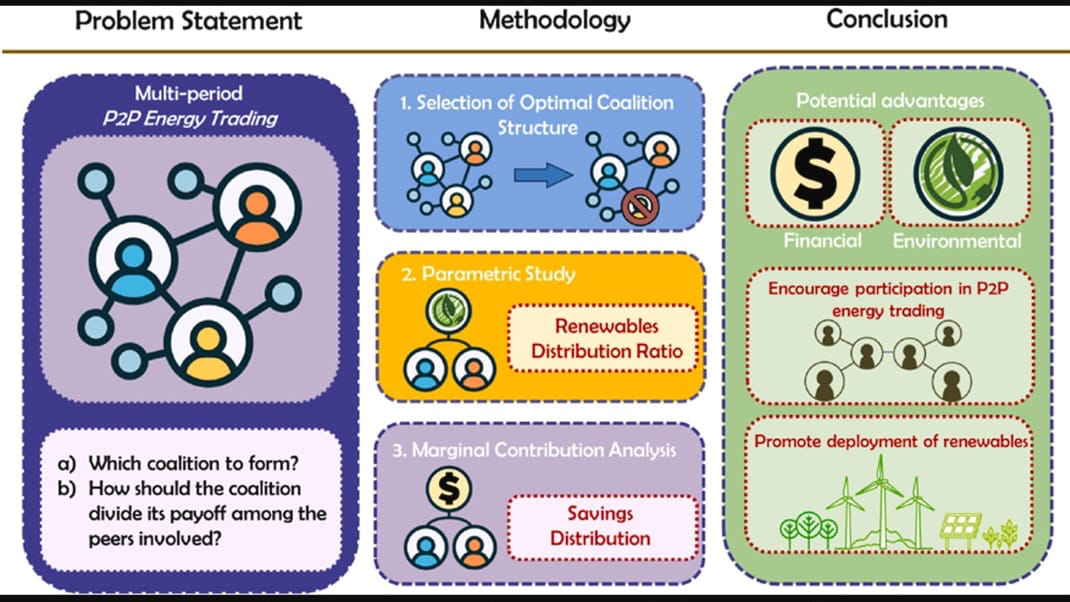 Problem Statement
Methodology
Conclusion
Multi-period
P2P Energy Trading
a) Which coalition to form?
b) How should the coalition
divide its payoff among the
peers involved?
1. Selection of Optimal Coalition
Structure
2. Parametric Study
Renewables
Distribution Ratio
3. Marginal Contribution Analysis
$
Savings
Distribution
Potential advantages
$
Financial
Environmental
Encourage participation in P2P
energy trading
Promote deployment of renewables